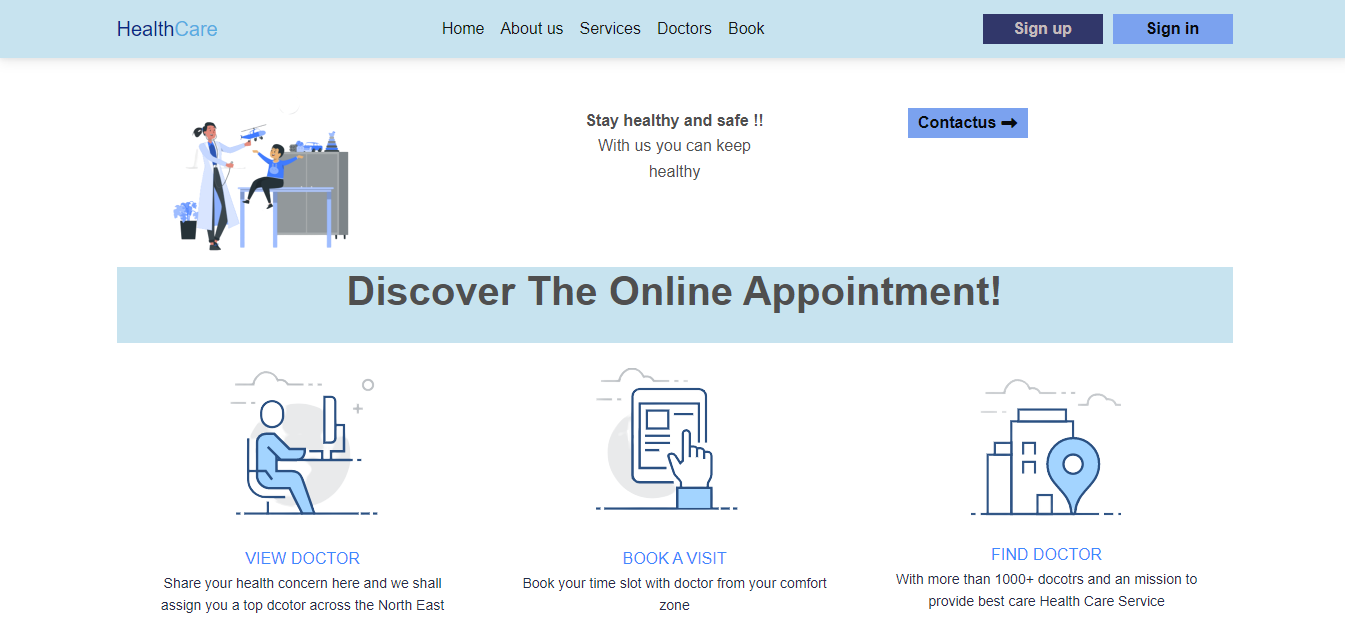 HealthCare
Home About us Services Doctors Book
Sign up
Sign in
Stay healthy and safe !!
With us you can keep
healthy
Contactus ➡
Discover The Online Appointment!
VIEW DOCTOR
Share your health concern here and we shall
assign you a top dcotor across the North East
BOOK A VISIT
Book your time slot with doctor from your comfort
zone
FIND DOCTOR
With more than 1000+ docotrs and an mission to
provide best care Health Care Service